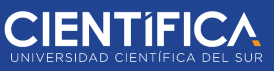 CIENTÍFICA
UNIVERSIDAD CIENTÍFICA DEL SUR